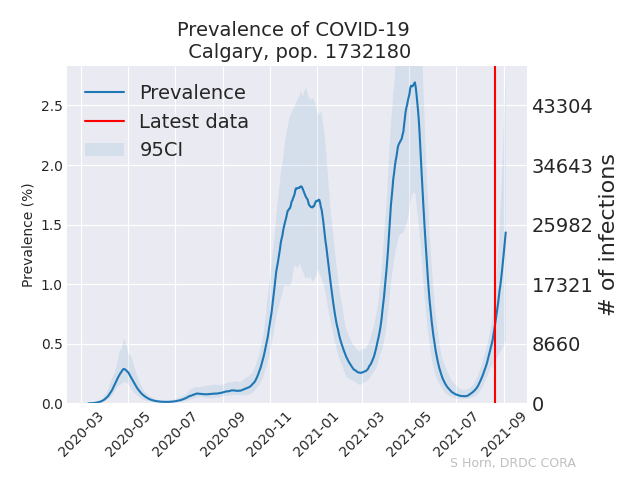 Prevalence of COVID-19
Calgary, pop. 1732180
Prevalence
Latest data
95CI
Prevalence (%)
2.5
2.0
1.5
1.0
0.5
0.0
43304
34643
25982
17321
8660
0
# of infections
2020-03
2020-05
2020-07
2020-09
2020-11
2021-01
2021-03
2021-05
2021-07
2021-09
S Horn, DRDC CORA